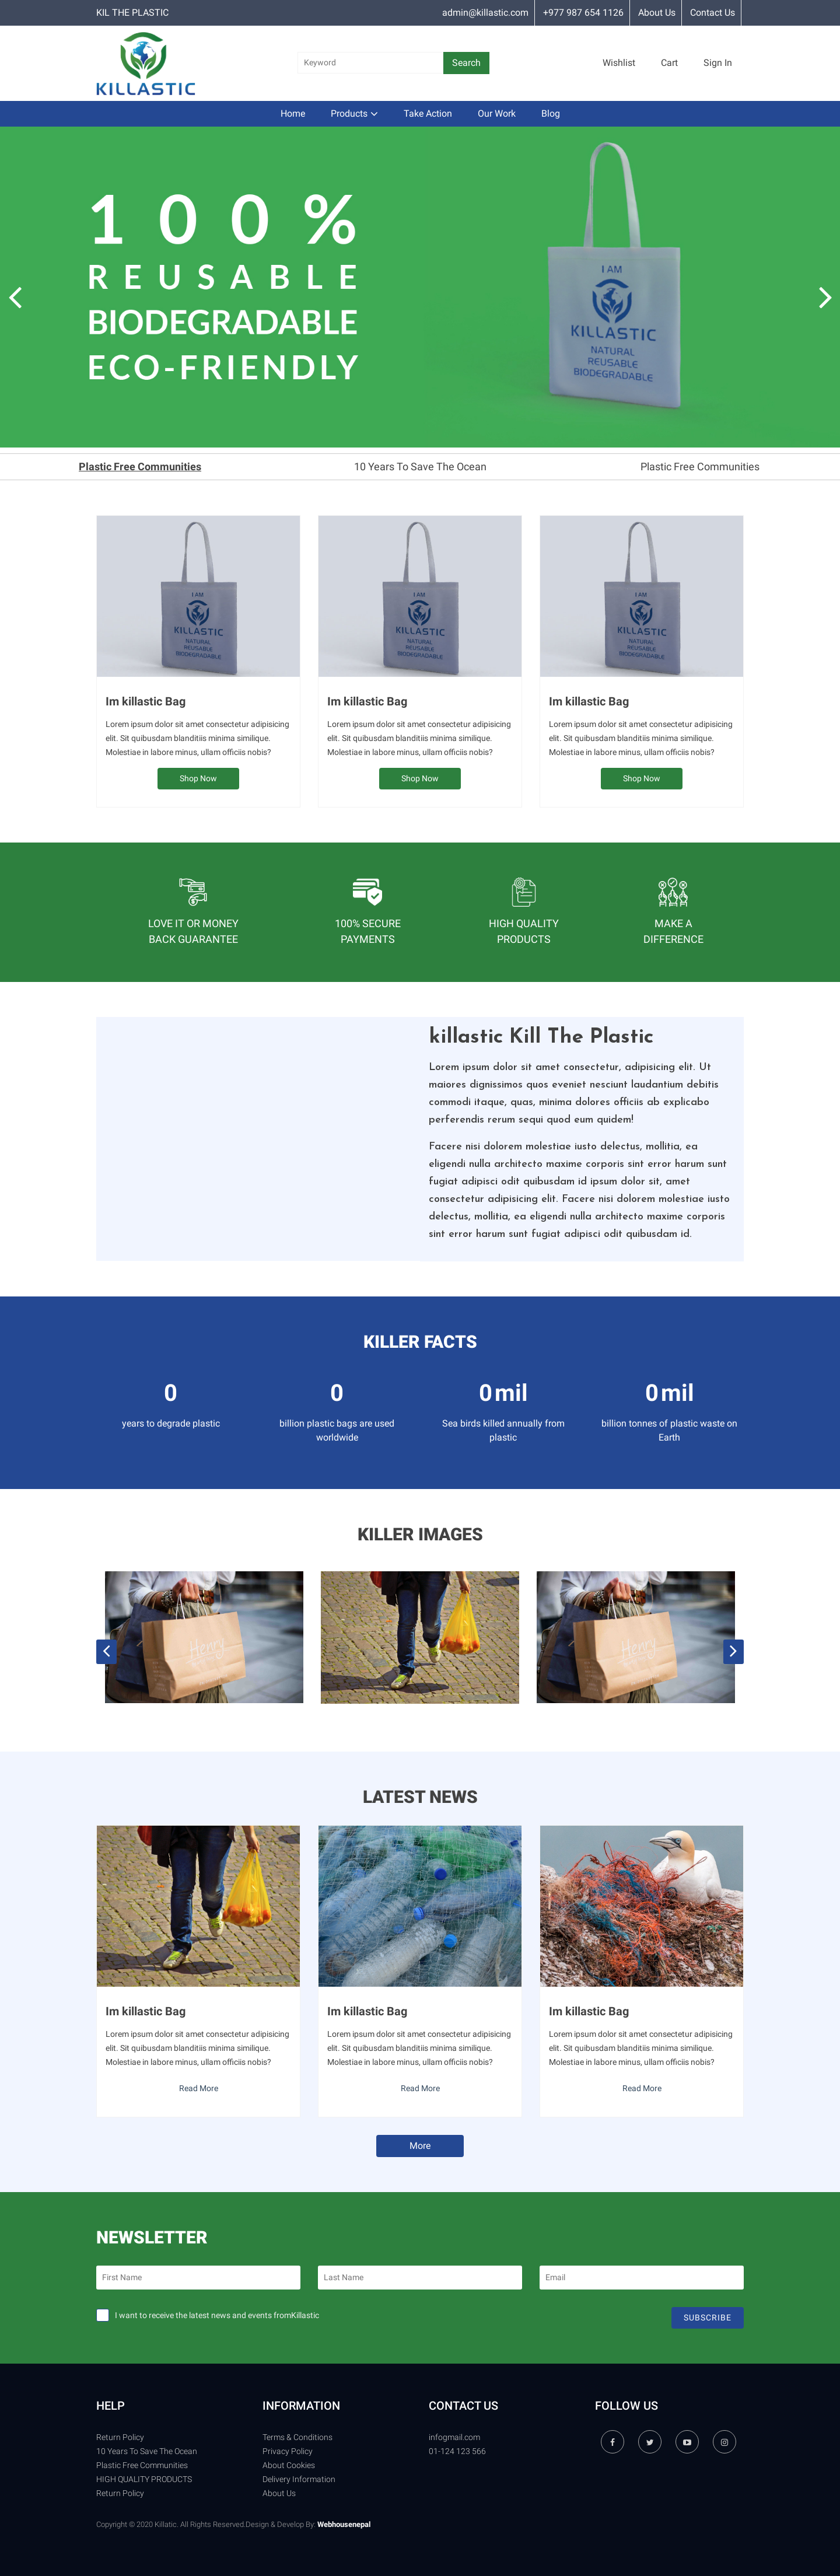 KIL THE PLASTIC
admin@killastic.com
+977 987 654 1126
About Us
Contact Us
KILLASTIC
Keyword
Search
Wishlist
Cart
Sign In
Home
Products
Take Action
Our Work
Blog
100%
REUSABLE
BIODEGRADABLE
ECO-FRIENDLY
I AM
KILLASTIC
NATURAL
REUSABLE
BIODEGRADABLE
Plastic Free Communities
10 Years To Save The Ocean
Plastic Free Communities
I AM
KILLASTIC
NATURAL
REUSABLE
BIODEGRADABLE
Im killastic Bag
Lorem ipsum dolor sit amet consectetur adipisicing
elit. Sit quibusdam blanditiis minima similique.
Molestiae in labore minus, ullam officiis nobis?
Shop Now
I AM
KILLASTIC
NATURAL
REUSABLE
BIODEGRADABLE
Im killastic Bag
Lorem ipsum dolor sit amet consectetur adipisicing
elit. Sit quibusdam blanditiis minima similique.
Molestiae in labore minus, ullam officiis nobis?
Shop Now
I AM
KILLASTIC
NATURAL
REUSABLE
BIODEGRADABLE
Im killastic Bag
Lorem ipsum dolor sit amet consectetur adipisicing
elit. Sit quibusdam blanditiis minima similique.
Molestiae in labore minus, ullam officiis nobis?
Shop Now
LOVE IT OR MONEY
BACK GUARANTEE
100% SECURE
PAYMENTS
HIGH QUALITY
PRODUCTS
MAKE A
DIFFERENCE
killastic Kill The Plastic
Lorem ipsum dolor sit amet consectetur, adipisicing elit. Ut
maiores dignissimos quos eveniet nesciunt laudantium debitis
commodi itaque, quas, minima dolores officiis ab explicabo
perferendis rerum sequi quod eum quidem!
Facere nisi dolorem molestiae iusto delectus, mollitia, ea
eligendi nulla architecto maxime corporis sint error harum sunt
fugiat adipisci odit quibusdam id ipsum dolor sit, amet
consectetur adipisicing elit. Facere nisi dolorem molestiae iusto
delectus, mollitia, ea eligendi nulla architecto maxime corporis
sint error harum sunt fugiat adipisci odit quibusdam id.
KILLER FACTS
0
years to degrade plastic
0
billion plastic bags are used
worldwide
0 mil
Sea birds killed annually from
plastic
0 mil
billion tonnes of plastic waste on
Earth
KILLER IMAGES
Henry
Henry
LATEST NEWS
Im killastic Bag
Lorem ipsum dolor sit amet consectetur adipisicing
elit. Sit quibusdam blanditiis minima similique.
Molestiae in labore minus, ullam officiis nobis?
Read More
Im killastic Bag
Lorem ipsum dolor sit amet consectetur adipisicing
elit. Sit quibusdam blanditiis minima similique.
Molestiae in labore minus, ullam officiis nobis?
Read More
Im killastic Bag
Lorem ipsum dolor sit amet consectetur adipisicing
elit. Sit quibusdam blanditiis minima similique.
Molestiae in labore minus, ullam officiis nobis?
Read More
More
NEWSLETTER
First Name
Last Name
Email
I want to receive the latest news and events fromKillastic
SUBSCRIBE
HELP
Return Policy
10 Years To Save The Ocean
Plastic Free Communities
HIGH QUALITY PRODUCTS
Return Policy
INFORMATION
Terms & Conditions
Privacy Policy
About Cookies
Delivery Information
About Us
CONTACT US
infogmail.com
01-124 123 566
FOLLOW US
Copyright © 2020 Killatic. All Rights Reserved.Design & Develop By: Webhousenepal